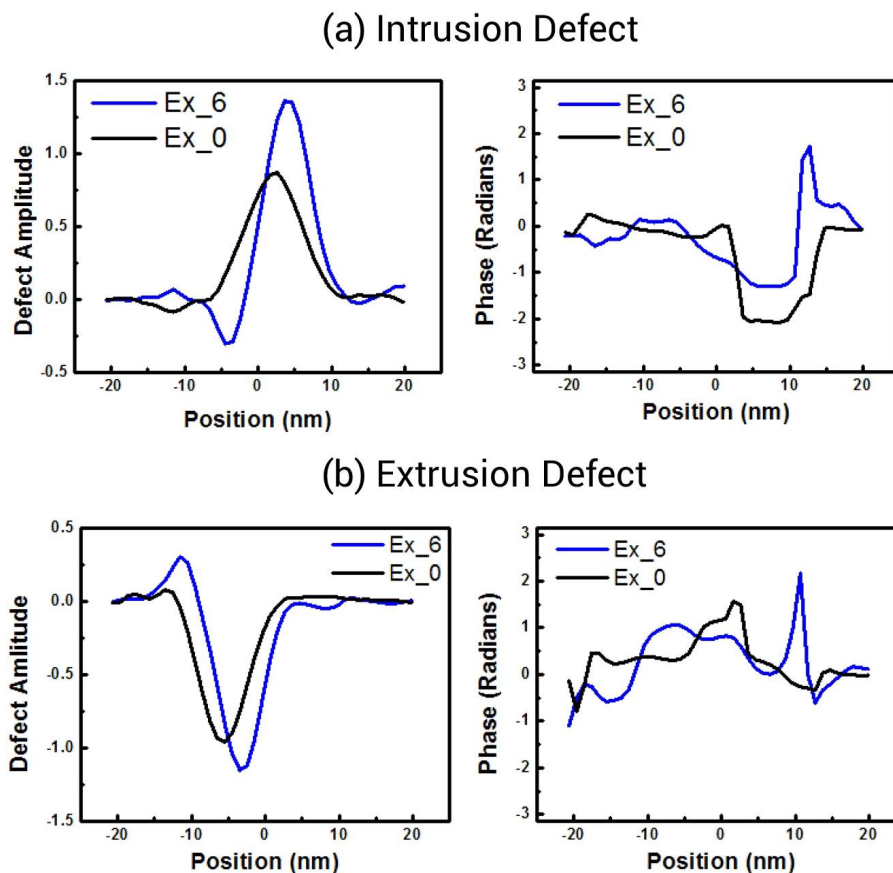 (a) Intrusion Defect
Ex_6
Ex_0
Defect Amplitude
1.5
1.0
0.5
0.0
-0.5
-20 -10 0 10 20
Position (nm)
Ex_6
Ex_0
Phase (Radians)
3
2
1
0
-1
-2
-3
-20 -10 0 10 20
Position (nm)
(b) Extrusion Defect
Ex_6
Ex_0
Defect Amlitude
0.5
0.0
-0.5
-1.0
-1.5
-20 -10 0 10 20
Position (nm)
Ex_6
Ex_0
Phase (Radians)
3
2
1
0
-1
-2
-3
-20 -10 0 10 20
Position (nm)